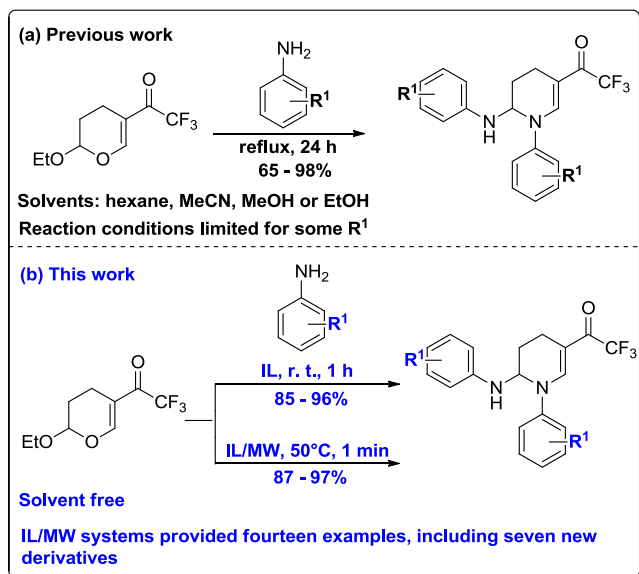 (a) Previous work
NH₂
R¹
O
CF₃
EtO
O
reflux, 24 h
65 - 98%
R¹
N
H
N
O
CF₃
R¹
Solvents: hexane, MeCN, MeOH or EtOH
Reaction conditions limited for some R¹
(b) This work
NH₂
R¹
O
CF₃
EtO
O
IL, r. t., 1 h
85 - 96%
IL/MW, 50°C, 1 min
87 - 97%
R¹
N
H
N
O
CF₃
R¹
Solvent free
IL/MW systems provided fourteen examples, including seven new
derivatives